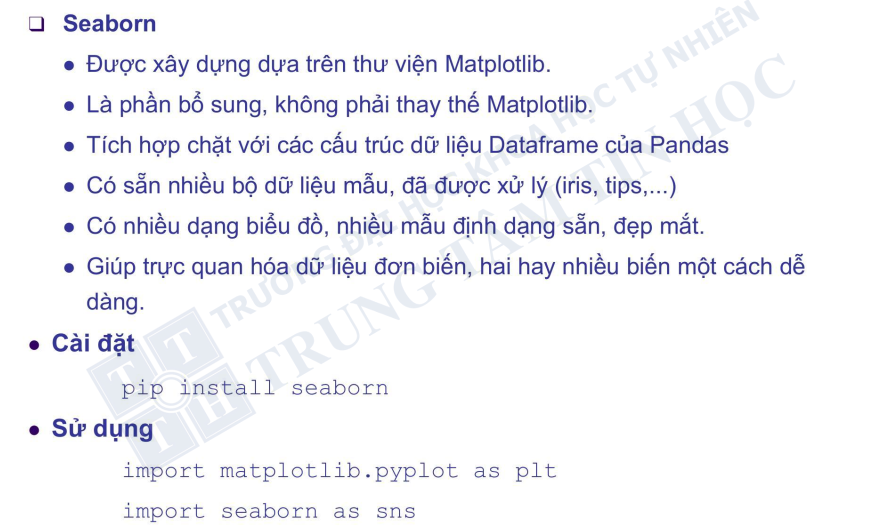 ❑ Seaborn
● Được xây dựng dựa trên thư viện Matplotlib.
● Là phần bổ sung, không phải thay thế Matplotlib.
● Tích hợp chặt với các cấu trúc dữ liệu Dataframe của Pandas
● Có sẵn nhiều bộ dữ liệu mẫu, đã được xử lý (iris, tips,...)
● Có nhiều dạng biểu đồ, nhiều mẫu định dạng sẵn, đẹp mắt.
● Giúp trực quan hóa dữ liệu đơn biến, hai hay nhiều biến một cách dễ
dàng.
● Cài đặt
pip install seaborn
● Sử dụng
import matplotlib.pyplot as plt
import seaborn as sns
TRƯỜNG ĐẠI HỌC KHOA HỌC TỰ NHIÊN
TRUNG TÂM TIN HỌC
T T
T H